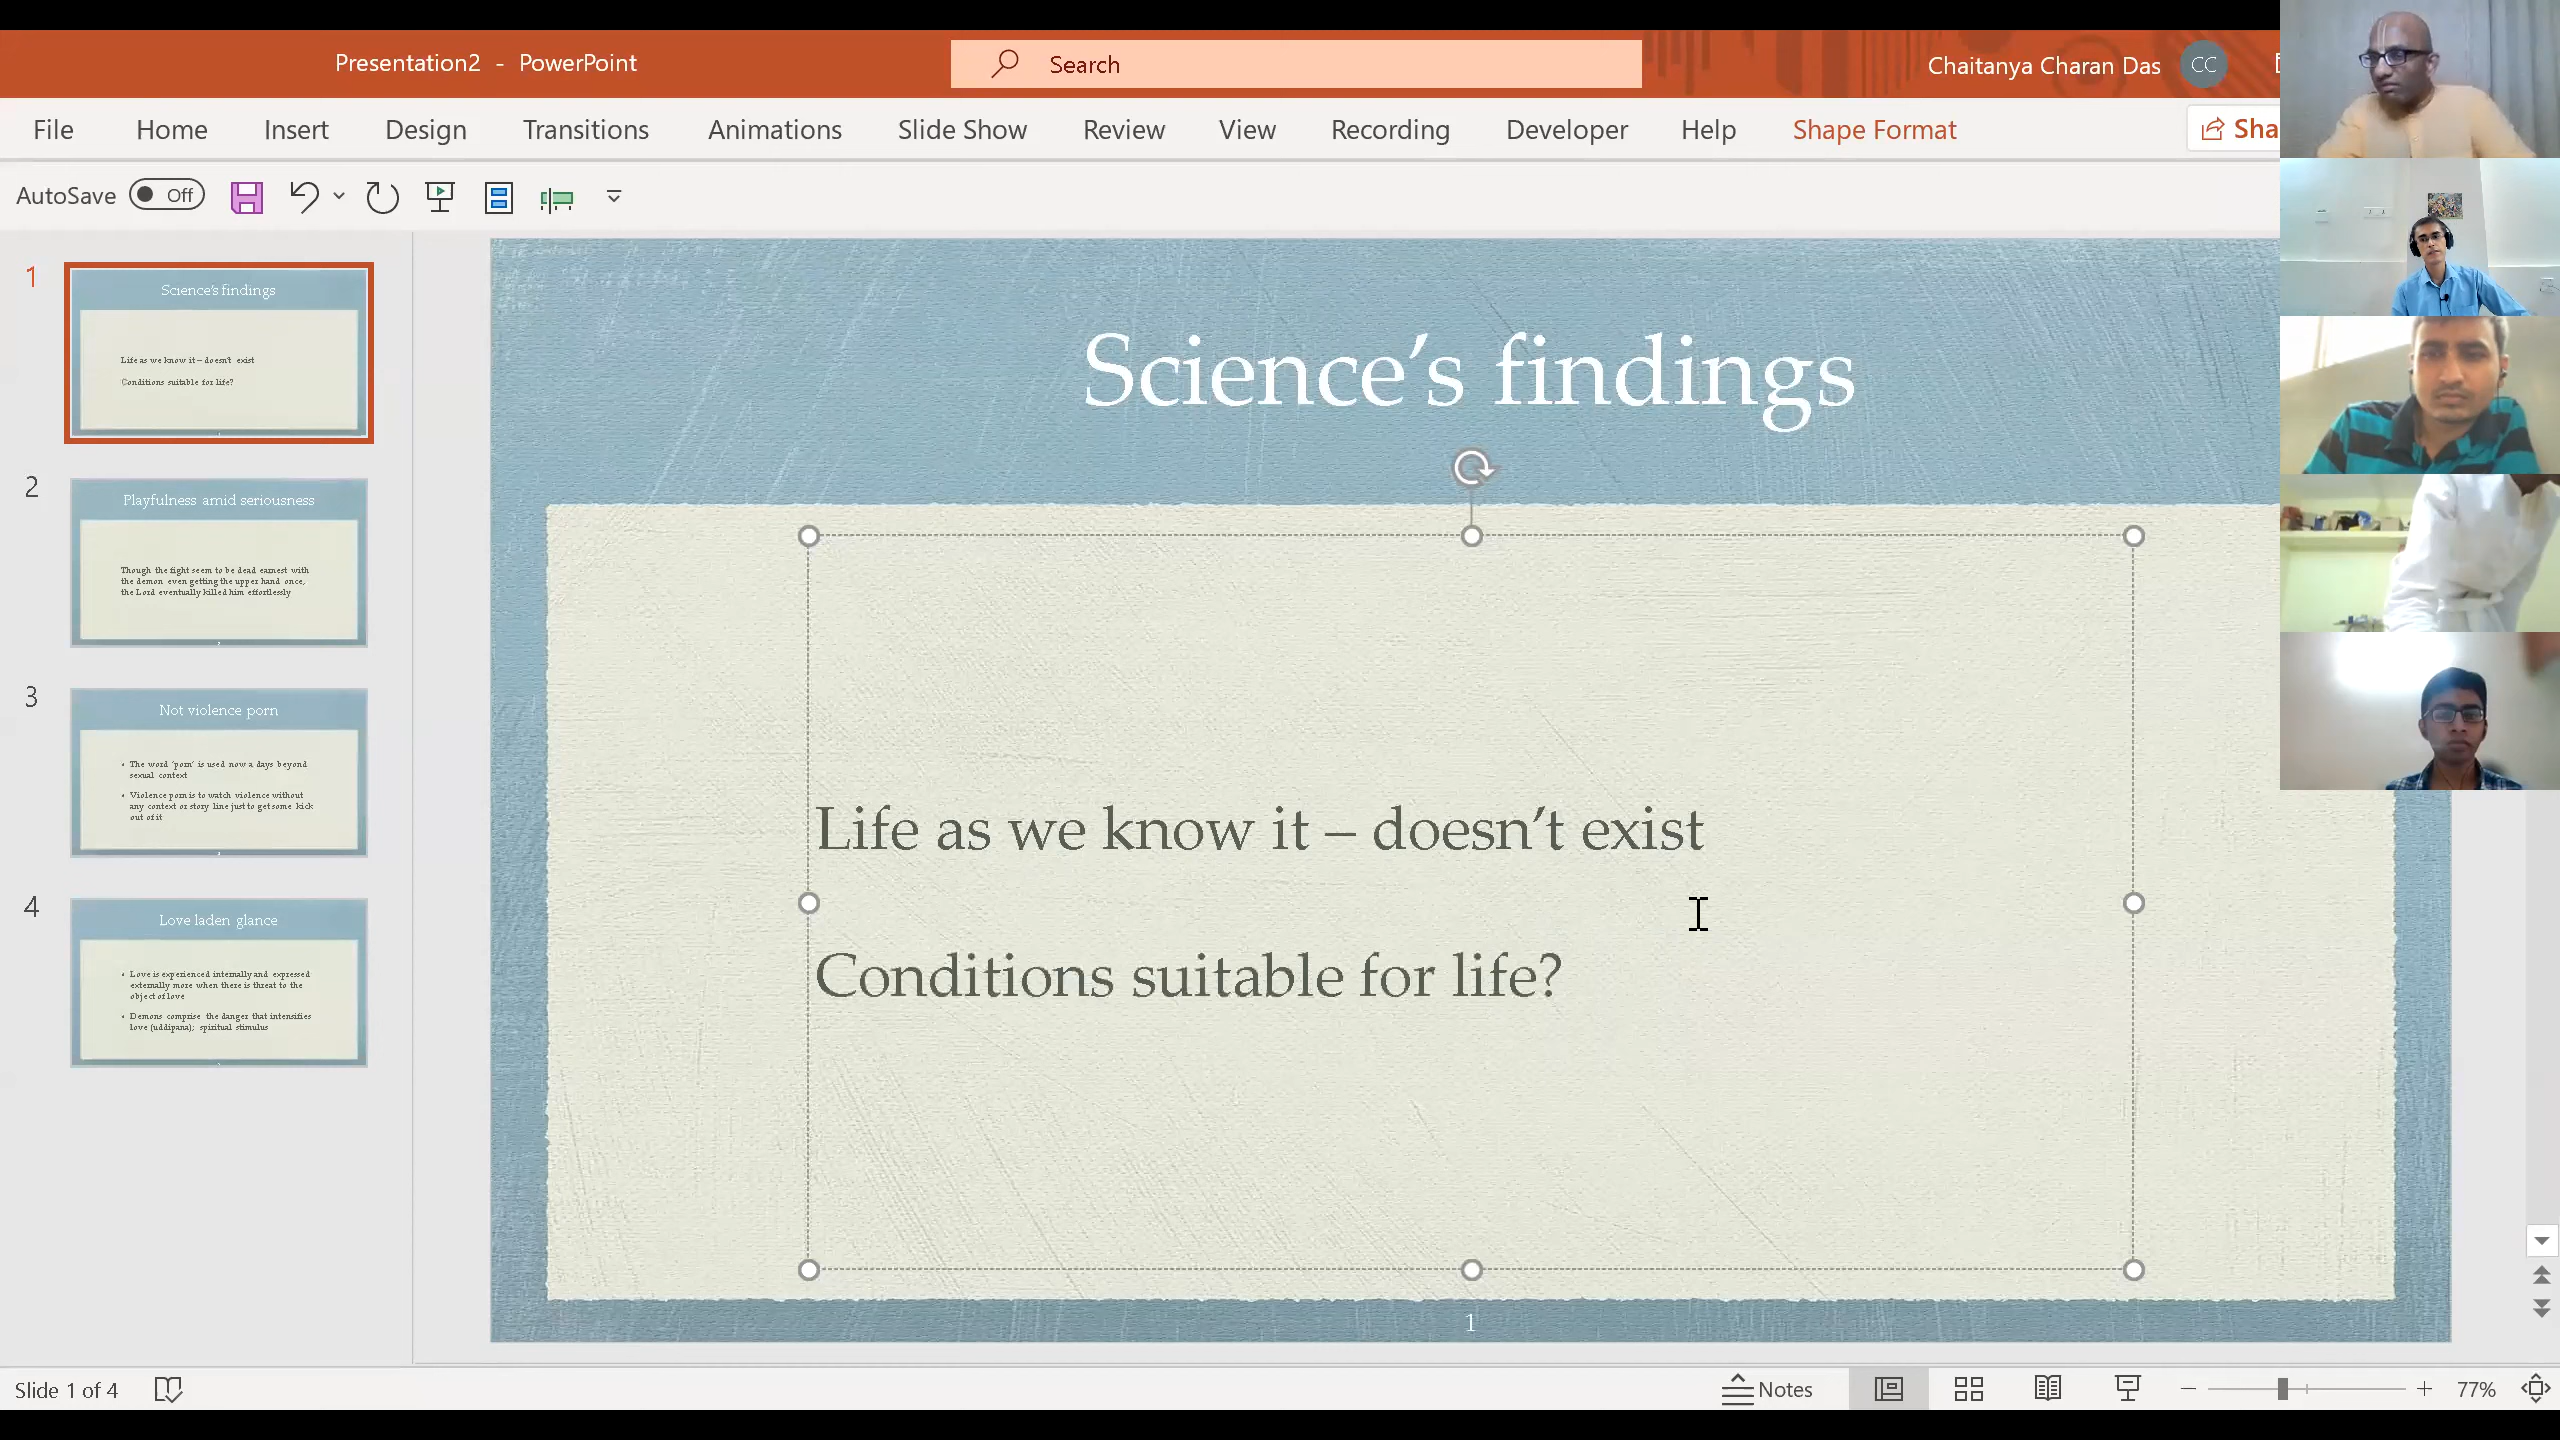 Presentation2 - PowerPoint
Search
Chaitanya Charan Das CC
File Home Insert Design Transitions Animations Slide Show Review View Recording Developer Help Shape Format Sha
AutoSave Off
1
Science's findings
Life as we know it – doesn't exist
Conditions suitable for life?
2
Playfulness amid seriousness
Though the fight seem to be dead earnest with
the demon even getting the upper hand once,
the Lord eventually killed him effortlessly
3
Not violence porn
• The word 'porn' is used now a days beyond
sexual context
• Violence porn is to watch violence without
any context or story line just to get some kick
out of it
4
Love laden glance
• Love is experienced internally and expressed
externally more when there is threat to the
object of love
• Demons comprise the danger that intensifies
love (uddipana); spiritual stimulus
Science’s findings
Life as we know it – doesn’t exist
Conditions suitable for life?
1
Slide 1 of 4
Notes
77%